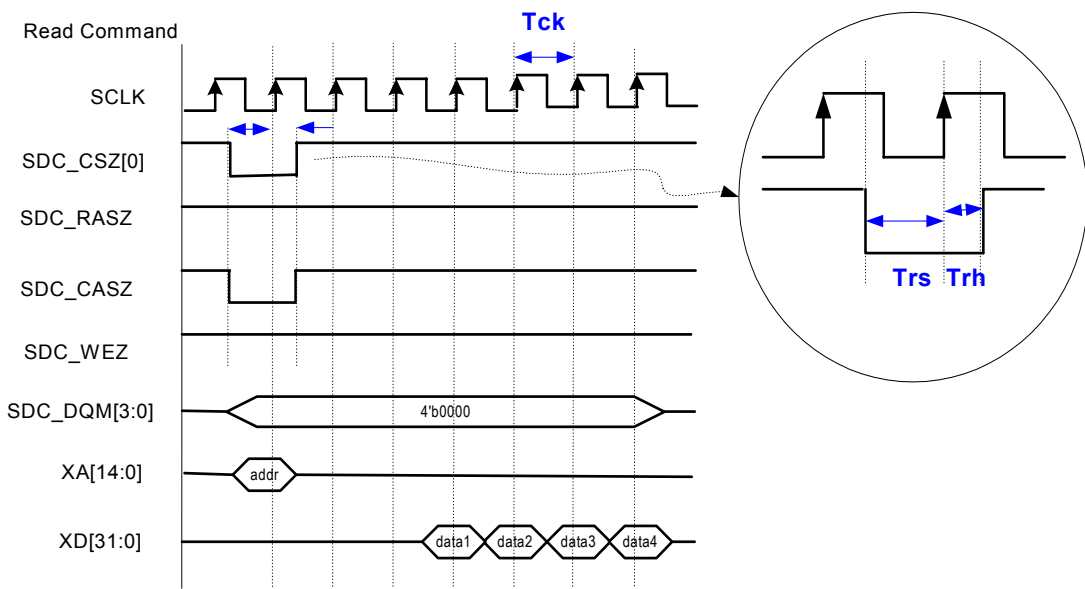 Read Command
Tck
SCLK
SDC_CSZ[0]
SDC_RASZ
Trs Trh
SDC_CASZ
SDC_WEZ
SDC_DQM[3:0]
4'b0000
XA[14:0]
addr
XD[31:0]
data1 data2 data3 data4